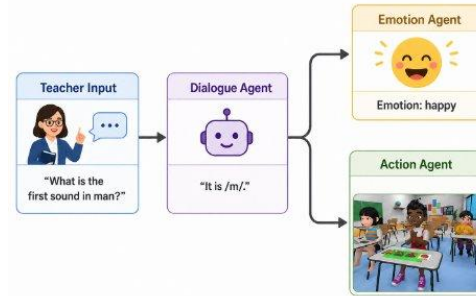 Teacher Input
“What is the
first sound in man?”
Dialogue Agent
“It is /m/.”
Emotion Agent
Emotion: happy
Action Agent